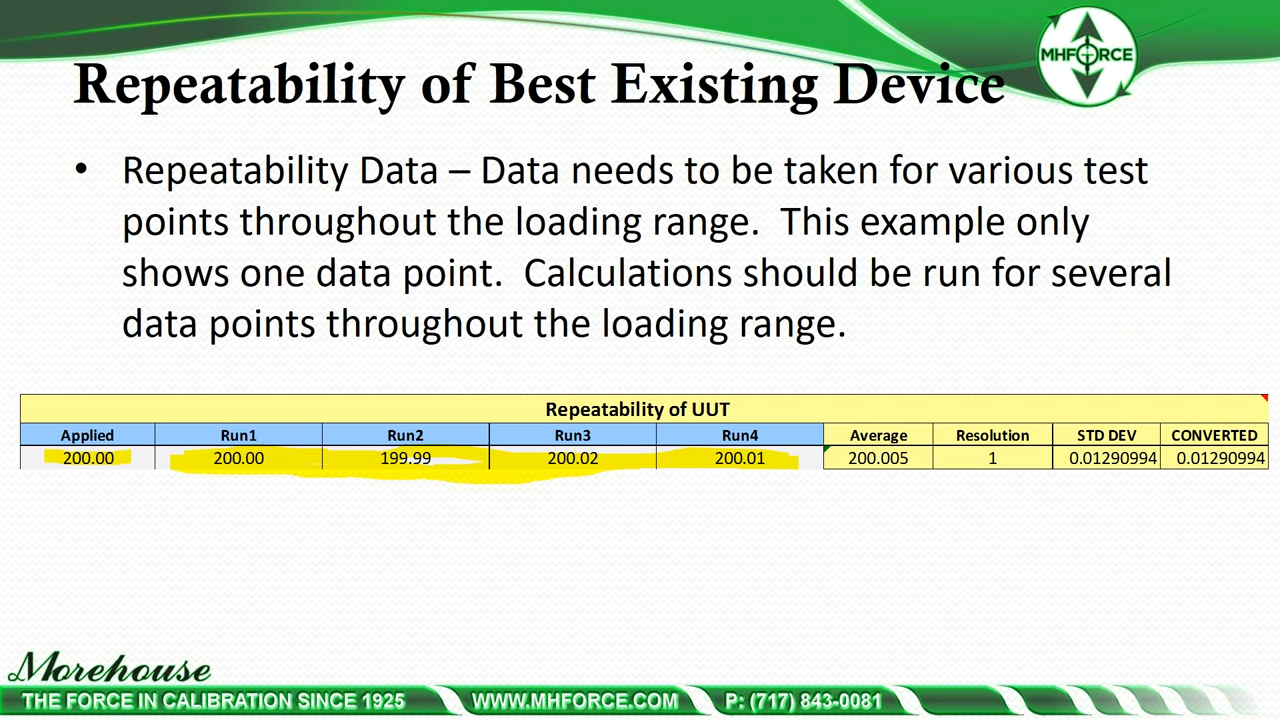 MHFORCE
Repeatability of Best Existing Device
• Repeatability Data – Data needs to be taken for various test
points throughout the loading range. This example only
shows one data point. Calculations should be run for several
data points throughout the loading range.
Repeatability of UUT
Applied Run1 Run2 Run3 Run4 Average Resolution STD DEV CONVERTED
200.00 200.00 199.99 200.02 200.01 200.005 1 0.01290994 0.01290994
Morehouse
THE FORCE IN CALIBRATION SINCE 1925 WWW.MHFORCE.COM P: (717) 843-0081